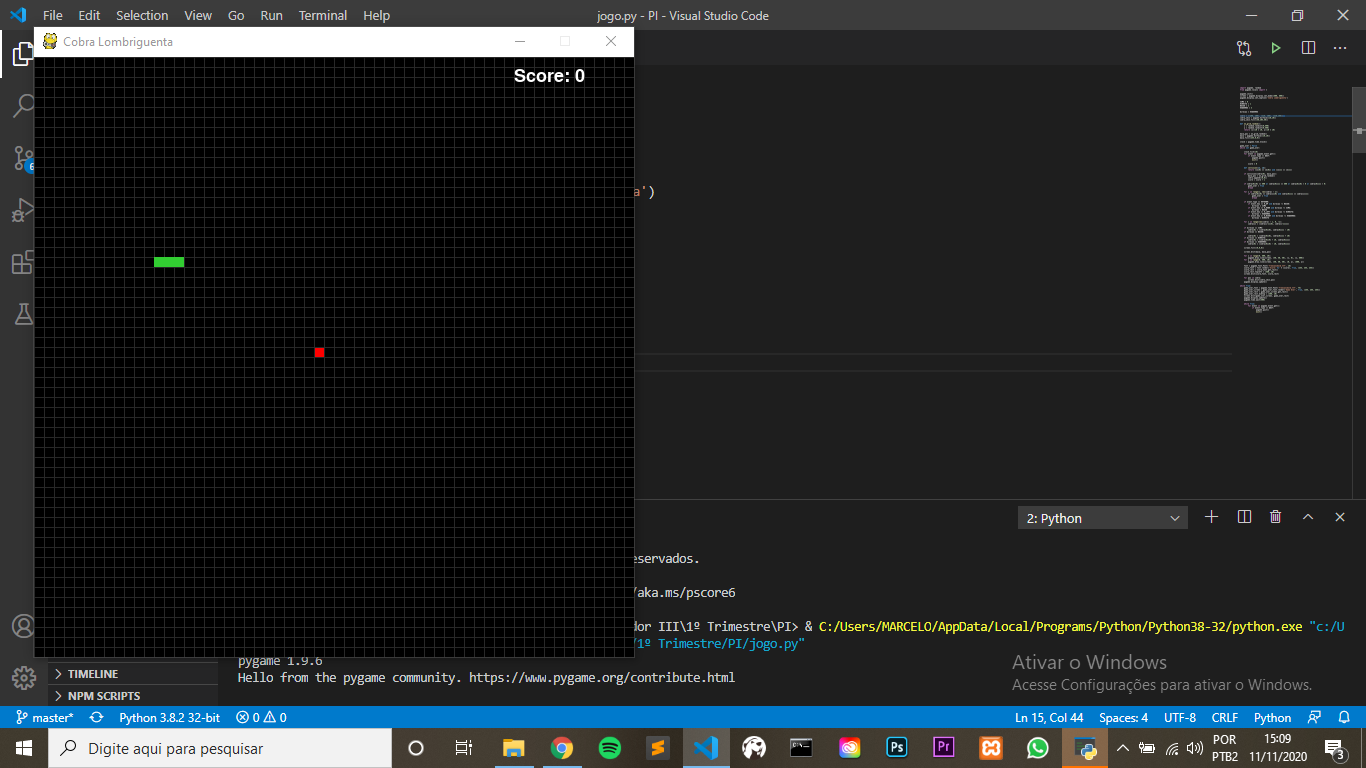 File Edit Selection View Go Run Terminal Help jogo.py - PI - Visual Studio Code
Cobra Lombriguenta
Score: 0
a')
2: Python
eservados.
/aka.ms/pscore6
dor III\1º Trimestre\PI> & C:/Users/MARCELO/AppData/Local/Programs/Python/Python38-32/python.exe "c:/U
/1º Trimestre/PI/jogo.py"
pygame 1.9.6
Hello from the pygame community. https://www.pygame.org/contribute.html
TIMELINE
NPM SCRIPTS
Ativar o Windows
Acesse Configurações para ativar o Windows.
master* Python 3.8.2 32-bit 0 0 Ln 15, Col 44 Spaces: 4 UTF-8 CRLF Python
Digite aqui para pesquisar
Ps
Pr
POR
PTB2
15:09
11/11/2020
3